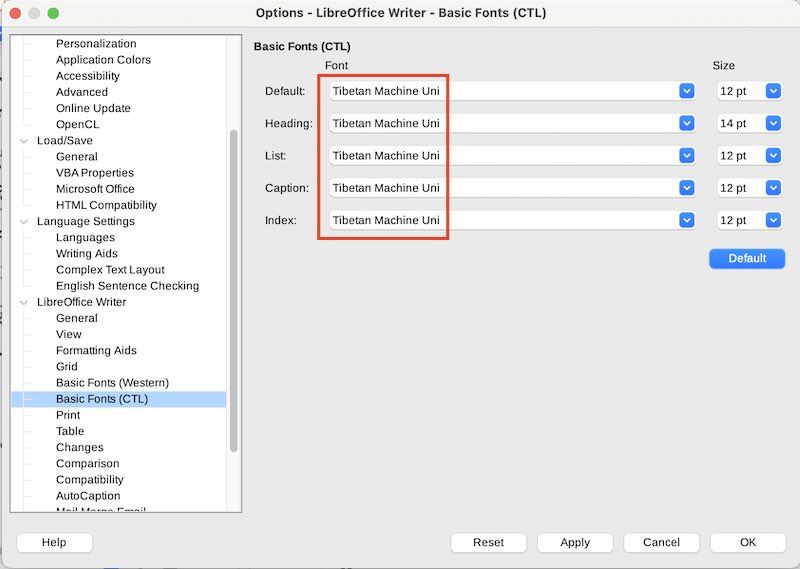 Options - LibreOffice Writer - Basic Fonts (CTL)
Personalization
Application Colors
Accessibility
Advanced
Online Update
OpenCL
Load/Save
General
VBA Properties
Microsoft Office
HTML Compatibility
Language Settings
Languages
Writing Aids
Complex Text Layout
English Sentence Checking
LibreOffice Writer
General
View
Formatting Aids
Grid
Basic Fonts (Western)
Basic Fonts (CTL)
Print
Table
Changes
Comparison
Compatibility
AutoCaption
Mail Merge Email
Basic Fonts (CTL)
Font Size
Default: Tibetan Machine Uni 12 pt
Heading: Tibetan Machine Uni 14 pt
List: Tibetan Machine Uni 12 pt
Caption: Tibetan Machine Uni 12 pt
Index: Tibetan Machine Uni 12 pt
Default
Help Reset Apply Cancel OK